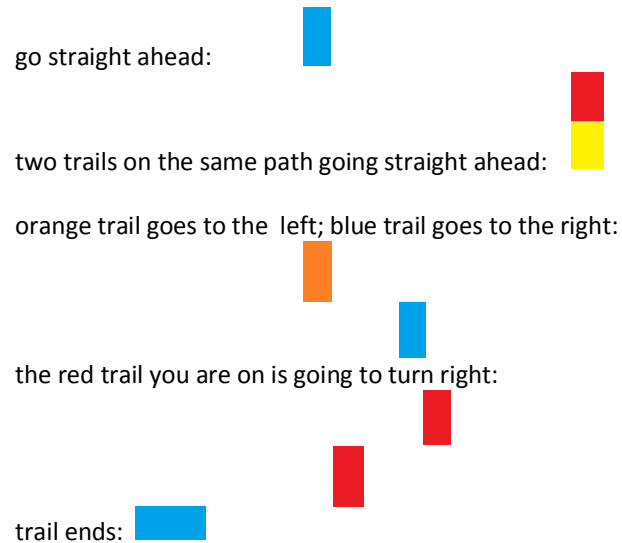 go straight ahead:
two trails on the same path going straight ahead:
orange trail goes to the  left; blue trail goes to the right:
the red trail you are on is going to turn right:
trail ends: